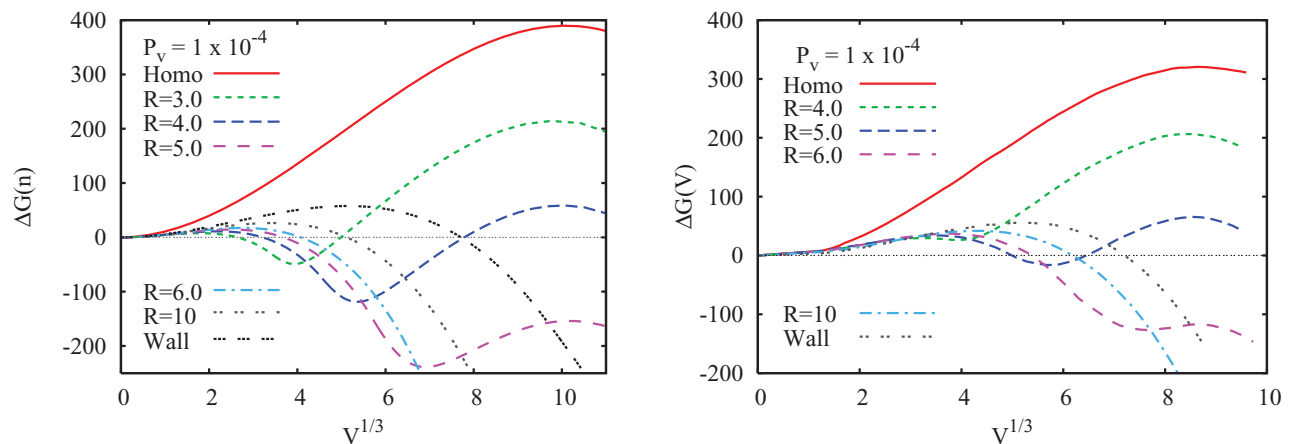 400
300
200
100
0
-100
-200
ΔG(n)
P_v = 1 x 10^-4
Homo
R=3.0
R=4.0
R=5.0
R=6.0
R=10
Wall
0 2 4 6 8 10
V^1/3
400
300
200
100
0
-100
-200
ΔG(V)
P_v = 1 x 10^-4
Homo
R=4.0
R=5.0
R=6.0
R=10
Wall
0 2 4 6 8 10
V^1/3